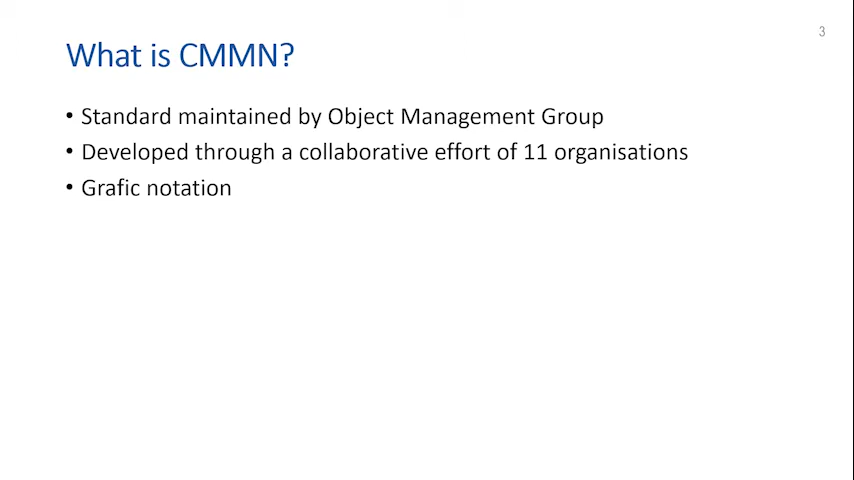 3
What is CMMN?
• Standard maintained by Object Management Group
• Developed through a collaborative effort of 11 organisations
• Grafic notation